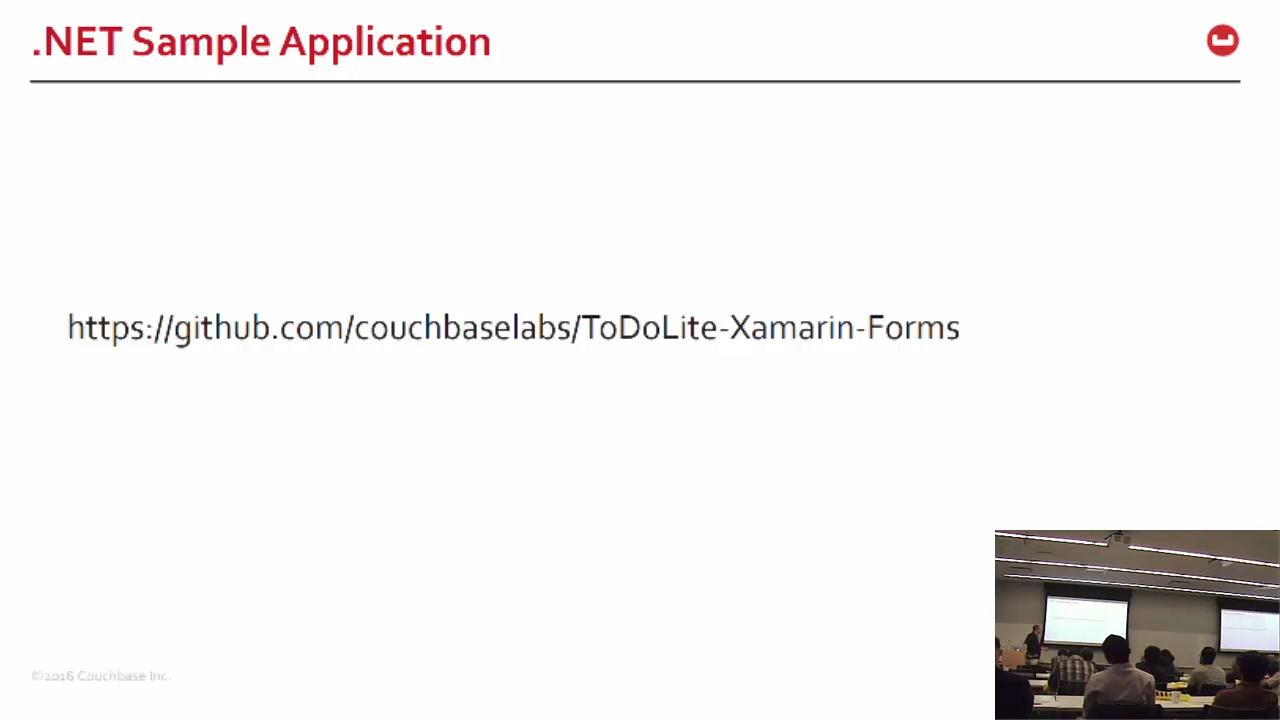 .NET Sample Application
https://github.com/couchbaselabs/ToDoLite-Xamarin-Forms
©2016 Couchbase Inc.